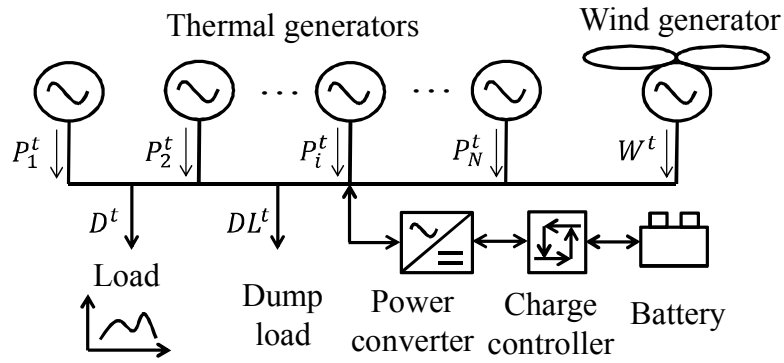 Thermal generators
Wind generator
... ...
P_1^t P_2^t P_i^t P_N^t W^t
D^t DL^t
Load
Dump
load
Power
converter
Charge
controller
Battery